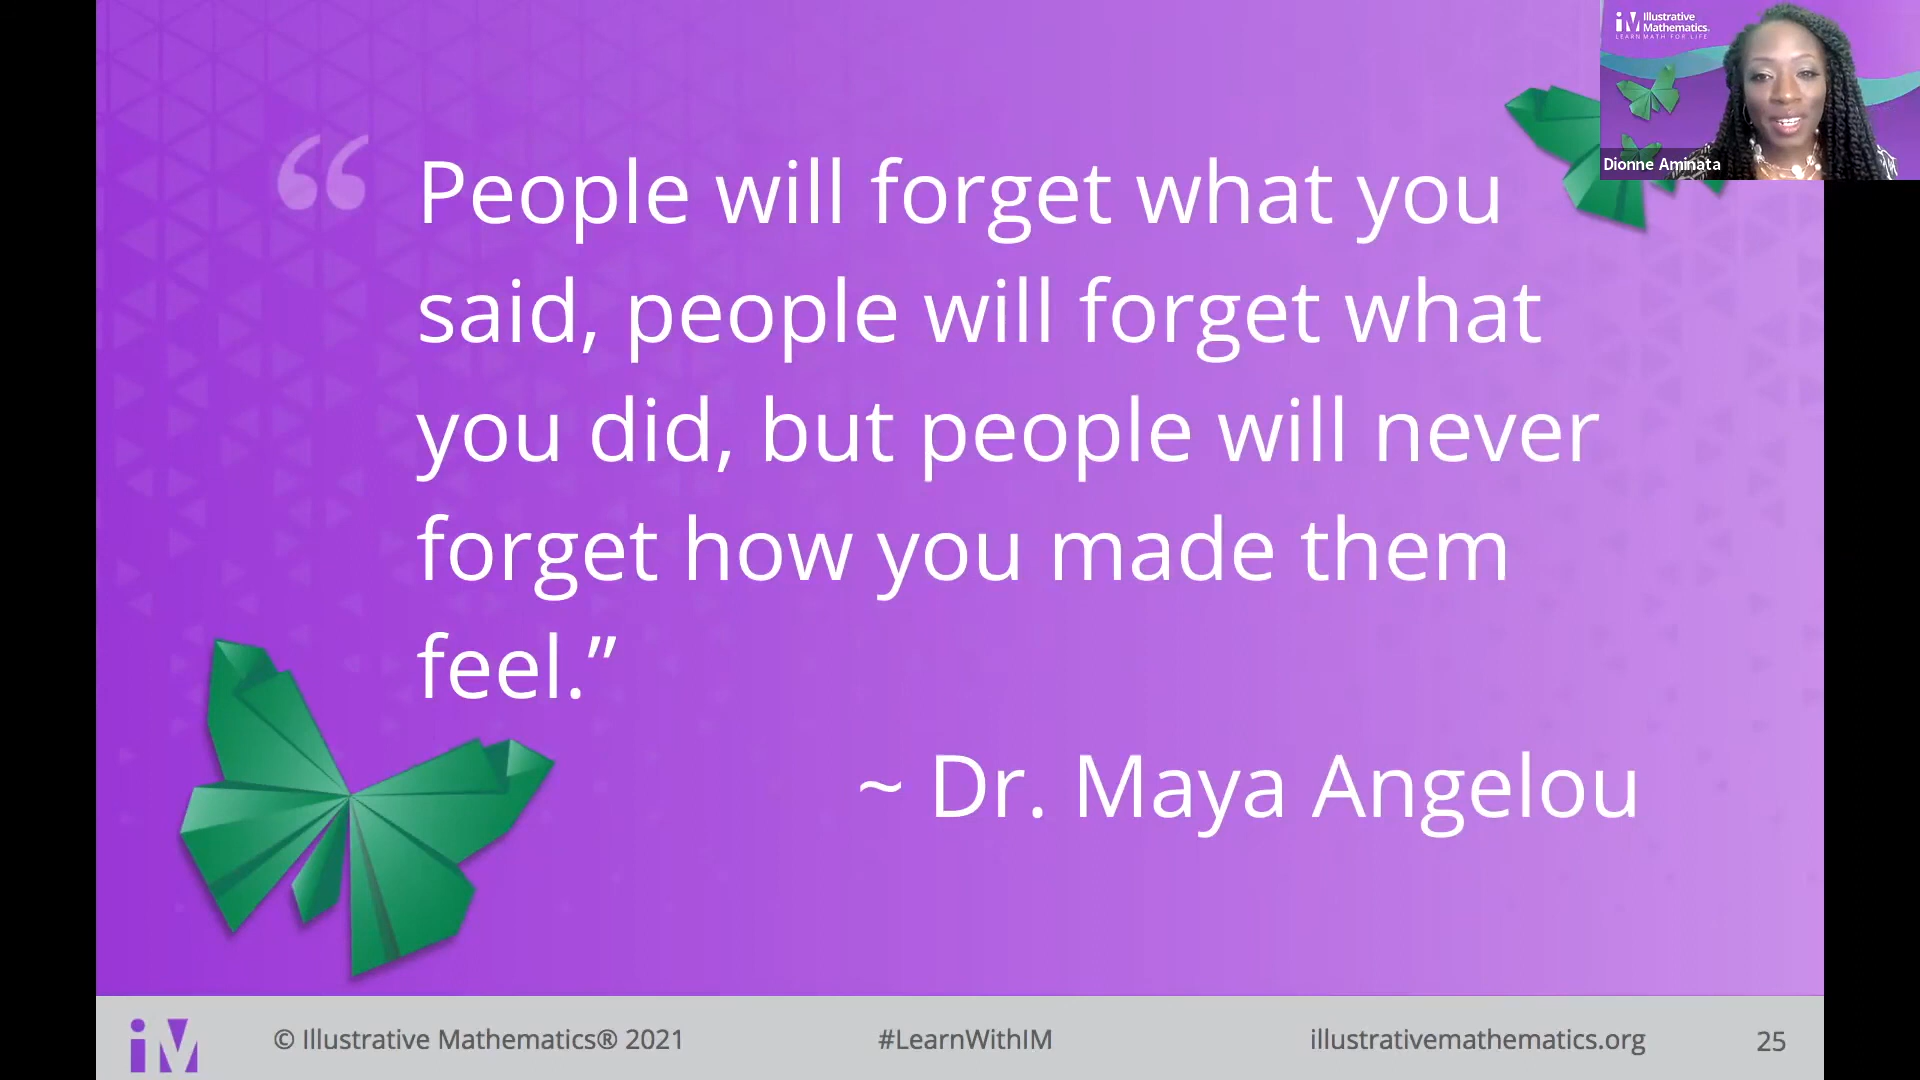 iM Illustrative
Mathematics.
LEARN MATH FOR LIFE
Dionne Aminata
“ People will forget what you
said, people will forget what
you did, but people will never
forget how you made them
feel.”
~ Dr. Maya Angelou
iM © Illustrative Mathematics® 2021 #LearnWithIM illustrativemathematics.org 25